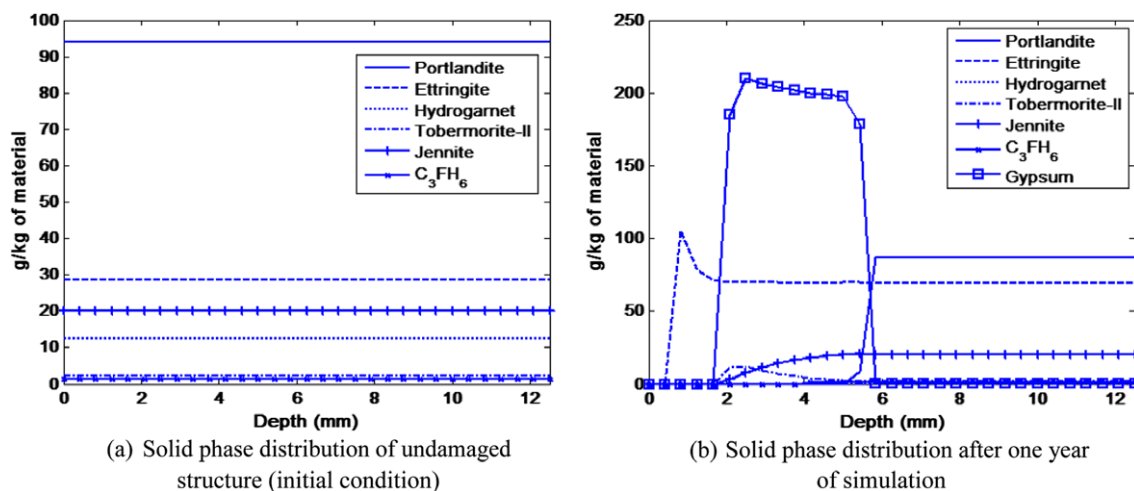 100
90
80
70
60
50
40
30
20
10
0
g/kg of material
Portlandite
Ettringite
Hydrogarnet
Tobermorite-II
Jennite
C₃FH₆
0 2 4 6 8 10 12
Depth (mm)
(a) Solid phase distribution of undamaged
structure (initial condition)
250
200
150
100
50
0
g/kg of material
Portlandite
Ettringite
Hydrogarnet
Tobermorite-II
Jennite
C₃FH₆
Gypsum
0 2 4 6 8 10 12
Depth (mm)
(b) Solid phase distribution after one year
of simulation